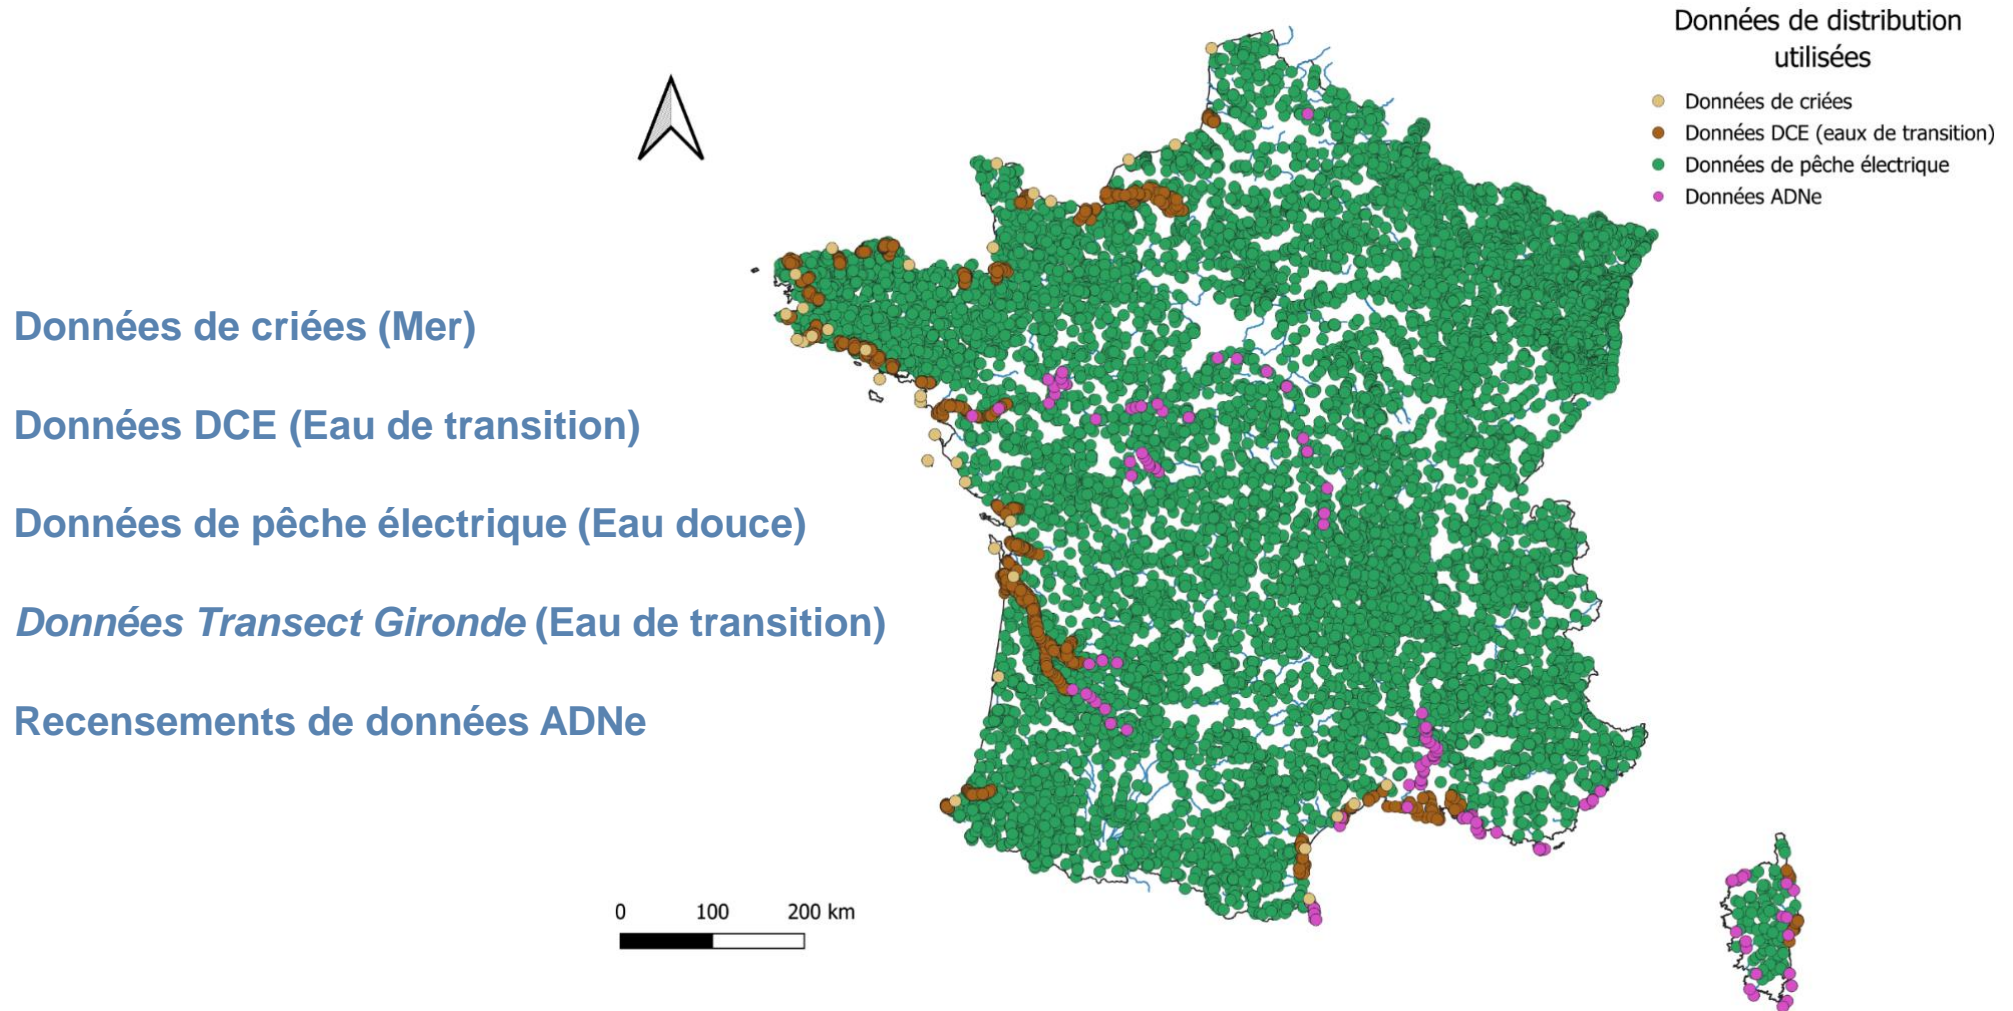 Données de criées (Mer)
Données DCE (Eau de transition)
Données de pêche électrique (Eau douce)
Données Transect Gironde (Eau de transition)
Recensements de données ADNe
Données de distribution
utilisées
Données de criées
Données DCE (eaux de transition)
Données de pêche électrique
Données ADNe
0 100 200 km